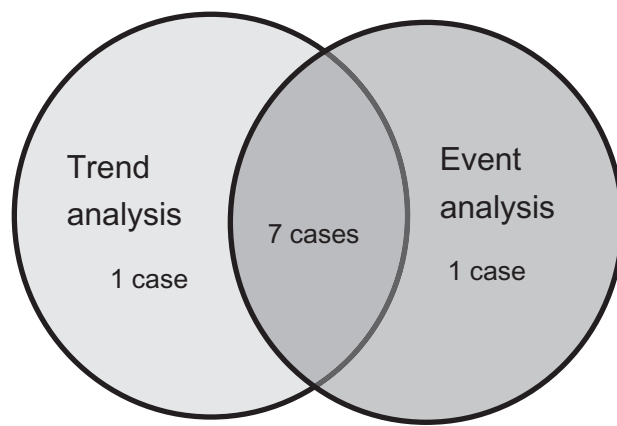 Trend
analysis
1 case
7 cases
Event
analysis
1 case